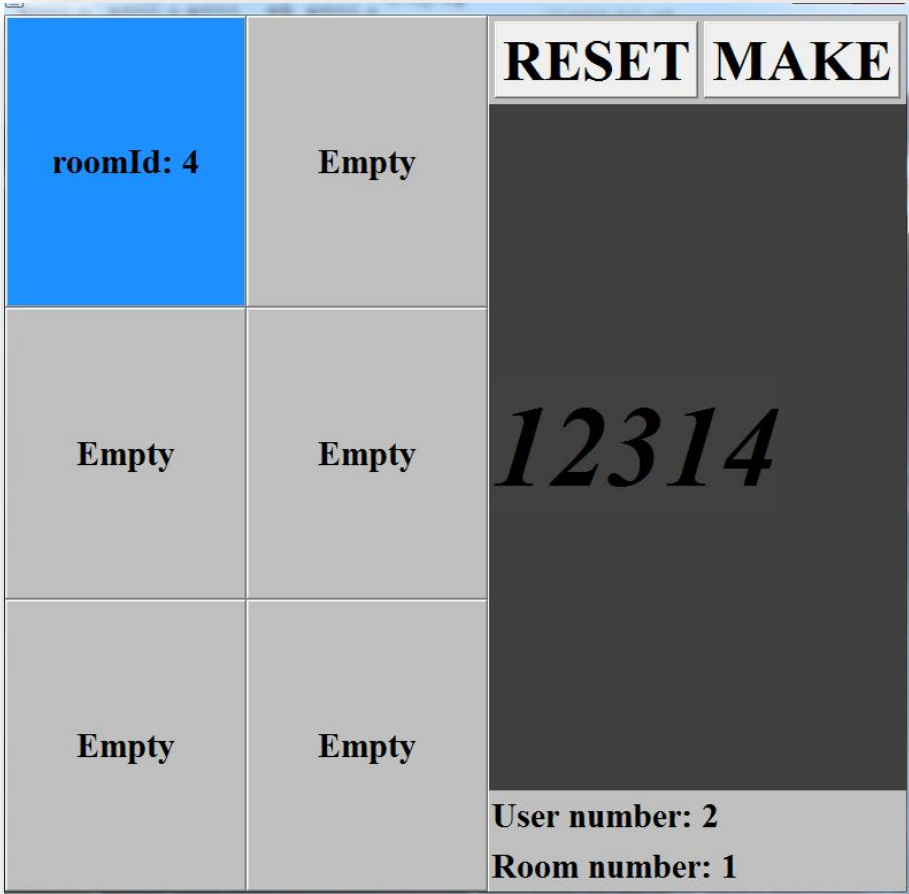 RESET MAKE
roomId: 4 Empty
Empty Empty
12314
Empty Empty
User number: 2
Room number: 1